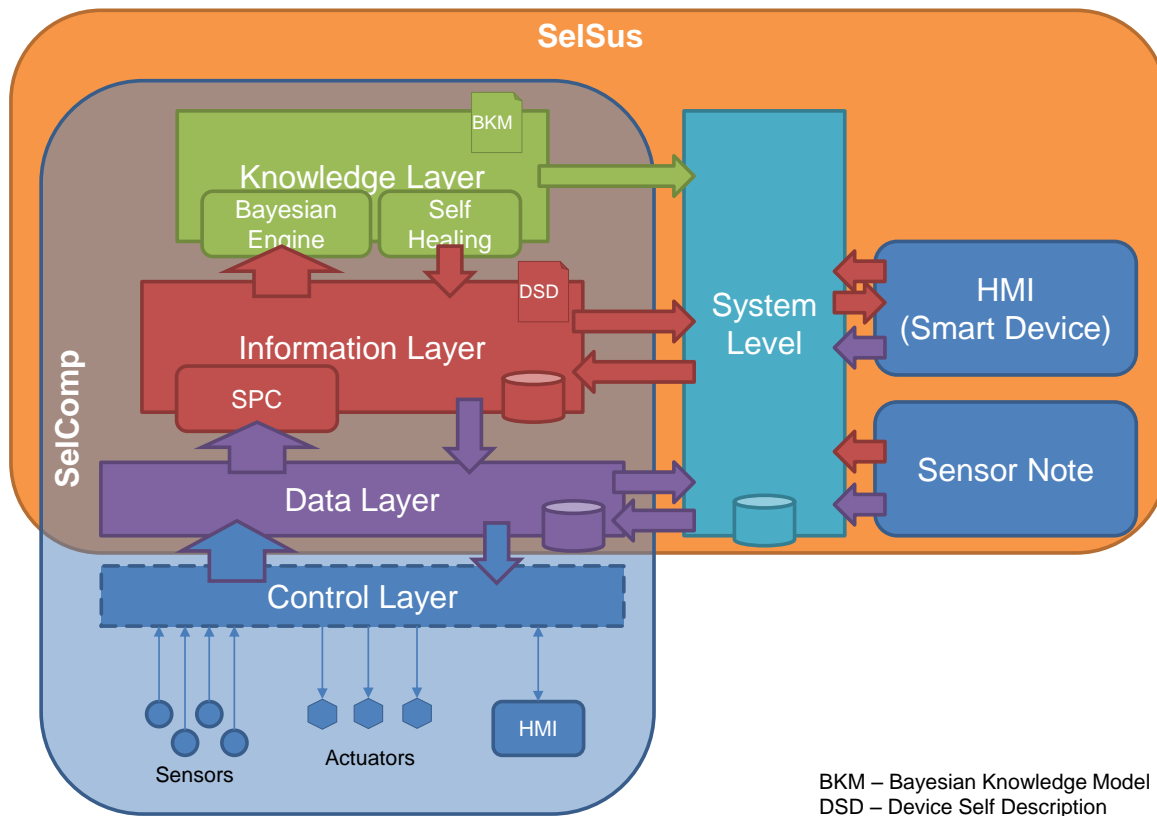 SelSus
BKM
Knowledge Layer
Bayesian
Engine
Self
Healing
DSD
Information Layer
SPC
SelComp
Data Layer
Control Layer
System
Level
HMI
(Smart Device)
Sensor Note
HMI
Sensors
Actuators
BKM – Bayesian Knowledge Model
DSD – Device Self Description